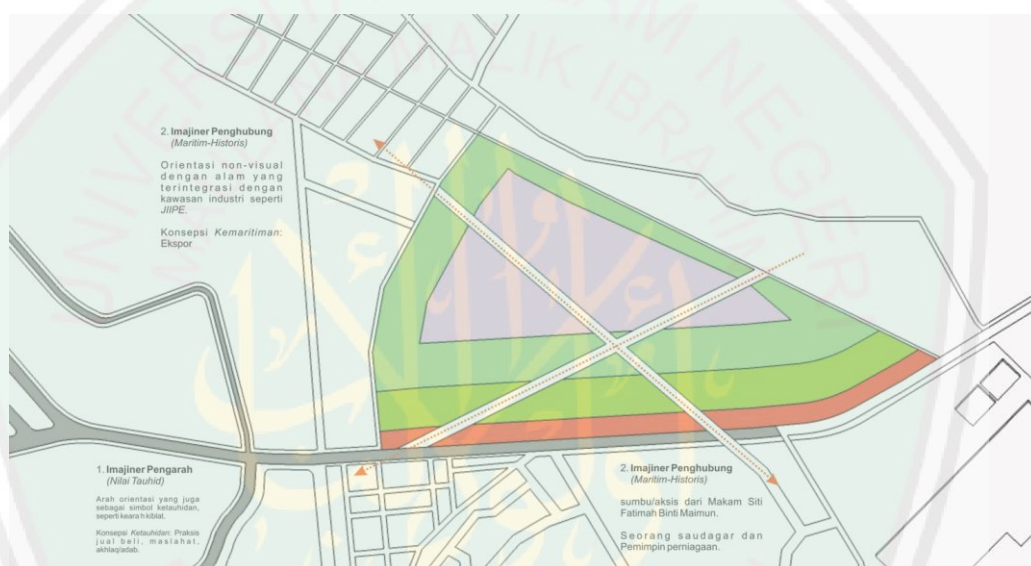 2. Imajiner Penghubung
(Maritim-Historis)
Orientasi non-visual
dengan alam yang
terintegrasi dengan
kawasan industri seperti
JIIPE.
Konsepsi Kemaritiman:
Ekspor
1. Imajiner Pengarah
(Nilai Tauhid)
Arah orientasi yang juga
sebagai simbol ketauhidan,
seperti kearah kiblat.
Konsepsi Ketauhidan: Praksis
jual beli, maslahat,
akhlaq/adab.
2. Imajiner Penghubung
(Maritim-Historis)
sumbu/aksis dari Makam Siti
Fatimah Binti Maimun.
Seorang saudagar dan
Pemimpin perniagaan.